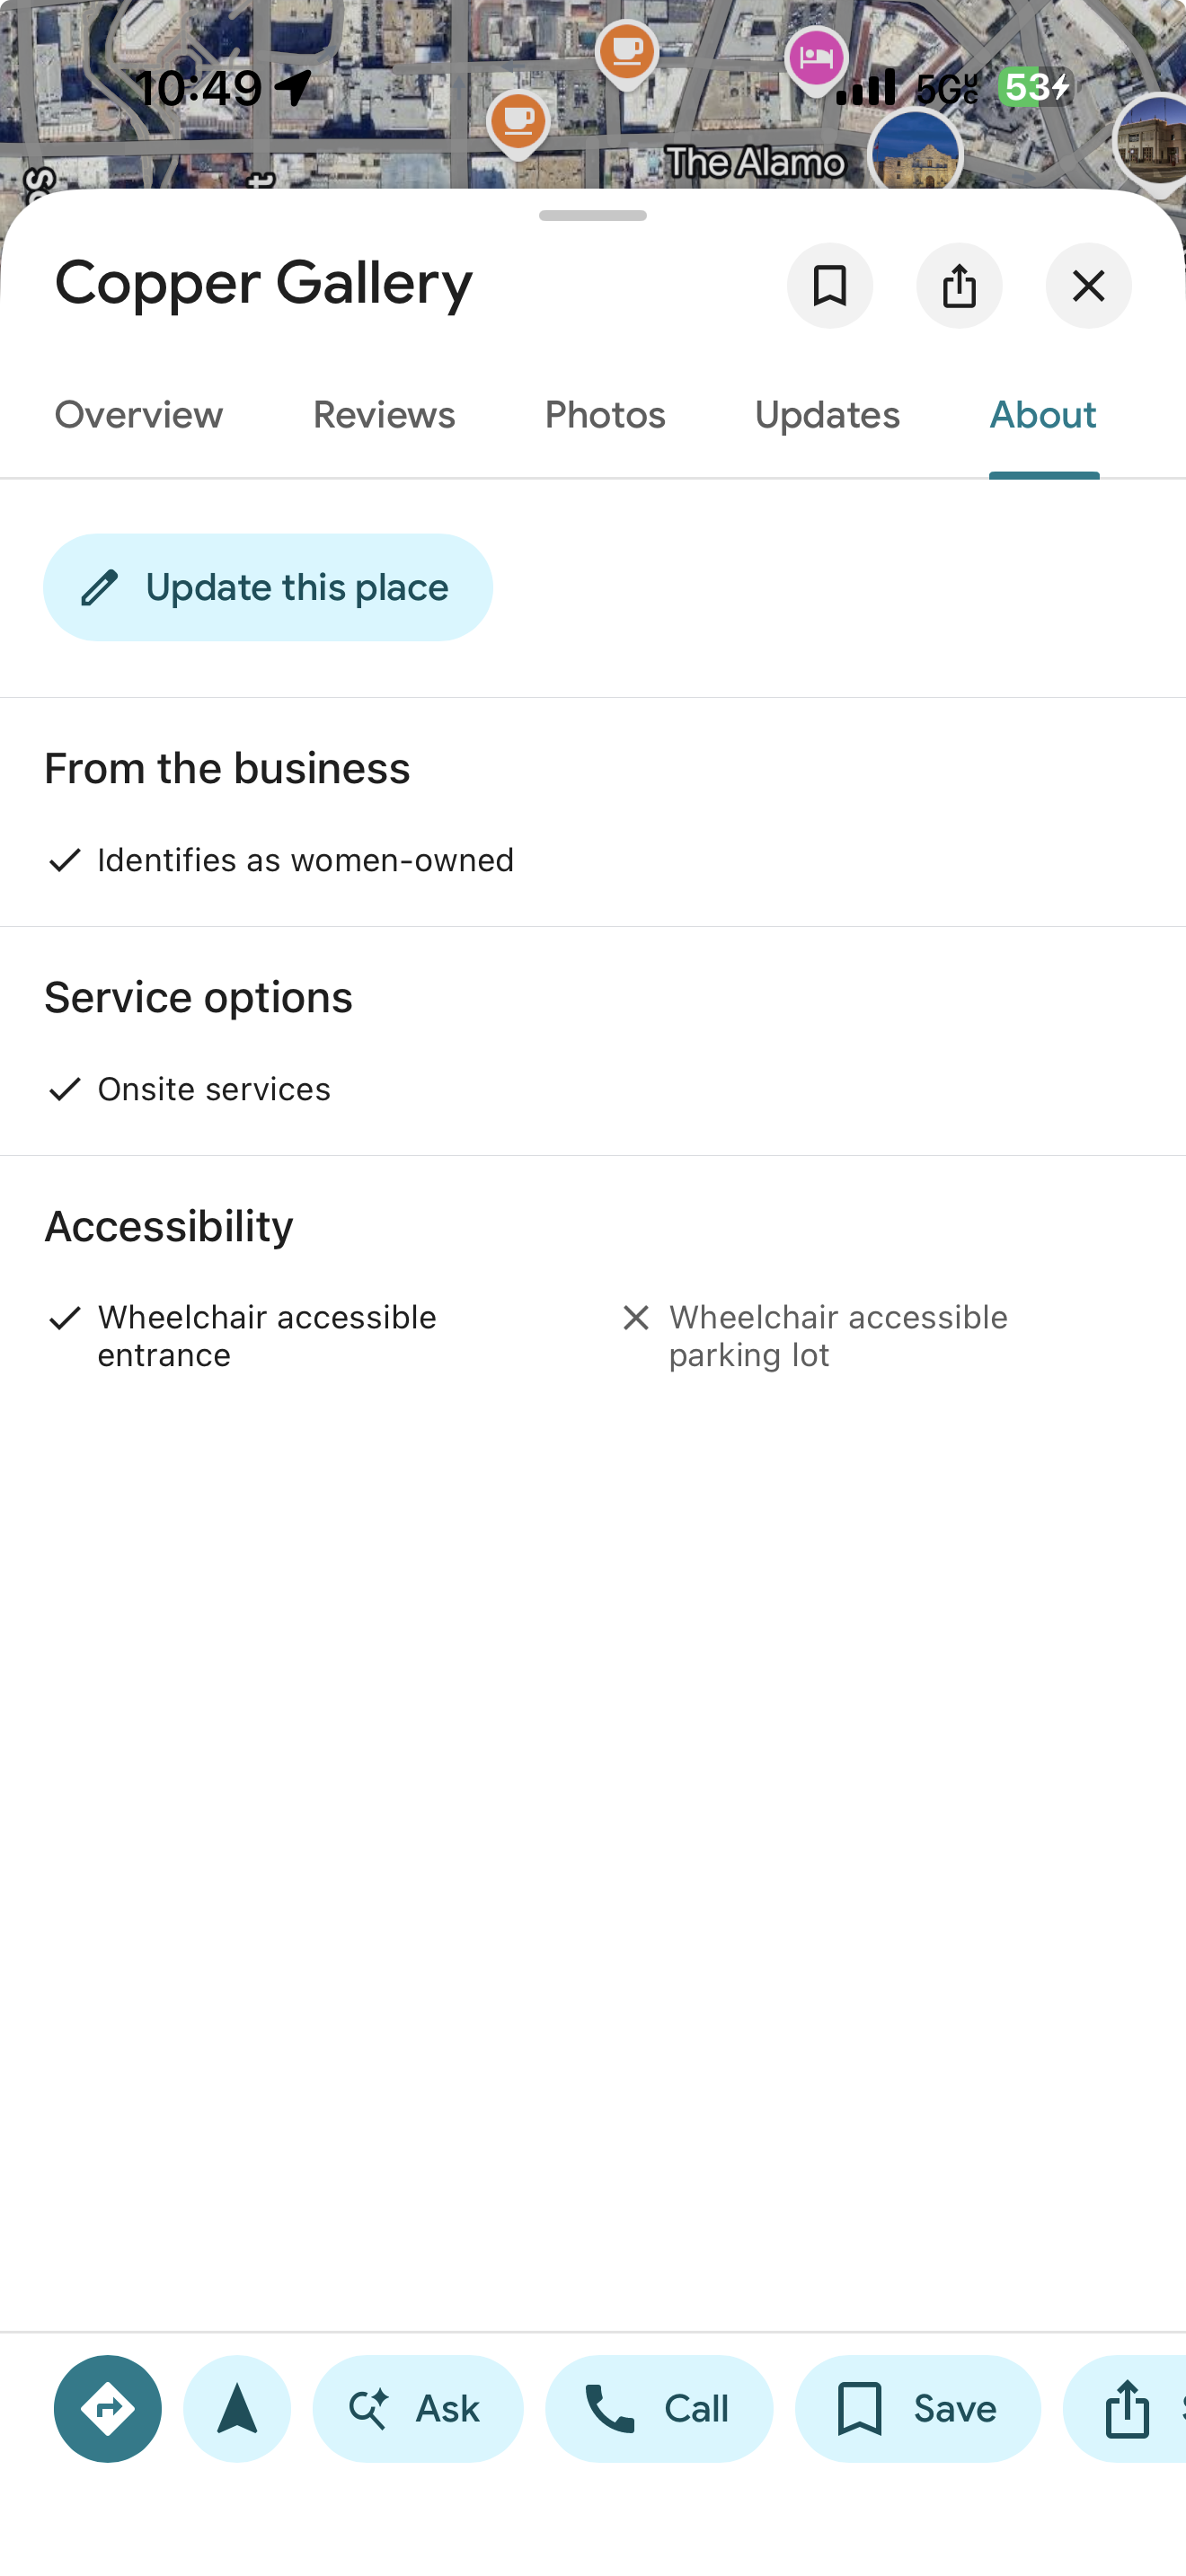 10:49
5G
53
The Alamo
Copper Gallery
Overview Reviews Photos Updates About
Update this place
From the business
Identifies as women-owned
Service options
Onsite services
Accessibility
Wheelchair accessible
entrance
Wheelchair accessible
parking lot
Ask Call Save